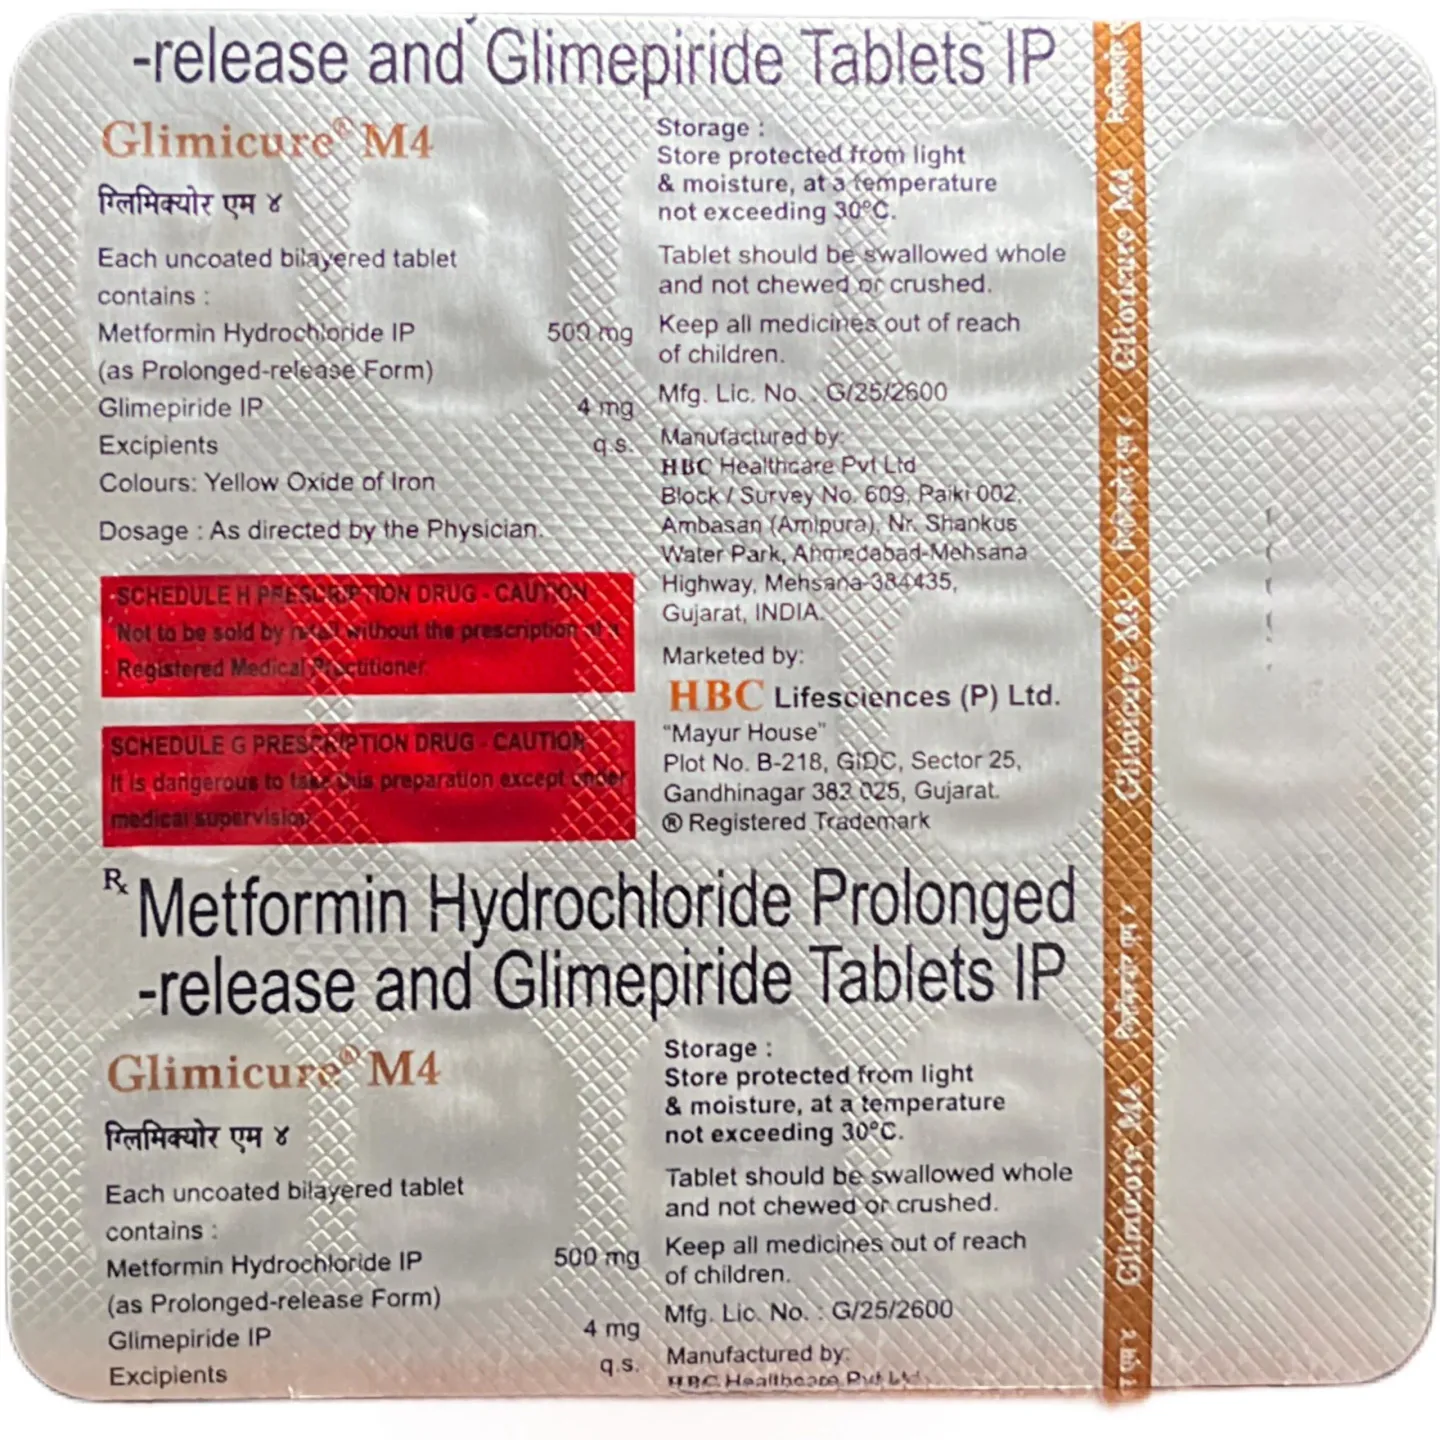 -release and Glimepiride Tablets IP
Glimicure® M4
ग्लिमिक्योर एम ४
Each uncoated bilayered tablet
contains :
Metformin Hydrochloride IP 500 mg
(as Prolonged-release Form)
Glimepiride IP 4 mg
Excipients q.s.
Colours: Yellow Oxide of Iron
Dosage : As directed by the Physician.
SCHEDULE H PRESCRIPTION DRUG - CAUTION
Not to be sold by retail without the prescription of a
Registered Medical Practitioner
SCHEDULE G PRESCRIPTION DRUG - CAUTION
It is dangerous to take this preparation except under
medical supervision
Storage :
Store protected from light
& moisture, at a temperature
not exceeding 30°C.
Tablet should be swallowed whole
and not chewed or crushed.
Keep all medicines out of reach
of children.
Mfg. Lic. No. : G/25/2600
Manufactured by:
HBC Healthcare Pvt Ltd
Block / Survey No. 609, Paiki 002,
Ambasan (Amipura), Nr. Shankus
Water Park, Ahmedabad-Mehsana
Highway, Mehsana-384435,
Gujarat, INDIA.
Marketed by:
HBC Lifesciences (P) Ltd.
“Mayur House”
Plot No. B-218, GIDC, Sector 25,
Gandhinagar 382 025, Gujarat.
® Registered Trademark
Rx Metformin Hydrochloride Prolonged
-release and Glimepiride Tablets IP
Glimicure® M4
ग्लिमिक्योर एम ४
Each uncoated bilayered tablet
contains :
Metformin Hydrochloride IP 500 mg
(as Prolonged-release Form)
Glimepiride IP 4 mg
Excipients q.s.
Storage :
Store protected from light
& moisture, at a temperature
not exceeding 30°C.
Tablet should be swallowed whole
and not chewed or crushed.
Keep all medicines out of reach
of children.
Mfg. Lic. No. : G/25/2600
Manufactured by:
HBC Healthcare Pvt Ltd
Glimicure M4
ग्लिमिक्योर एम ४
Glimicure M4
ग्लिमिक्योर एम ४
Glimicure M4